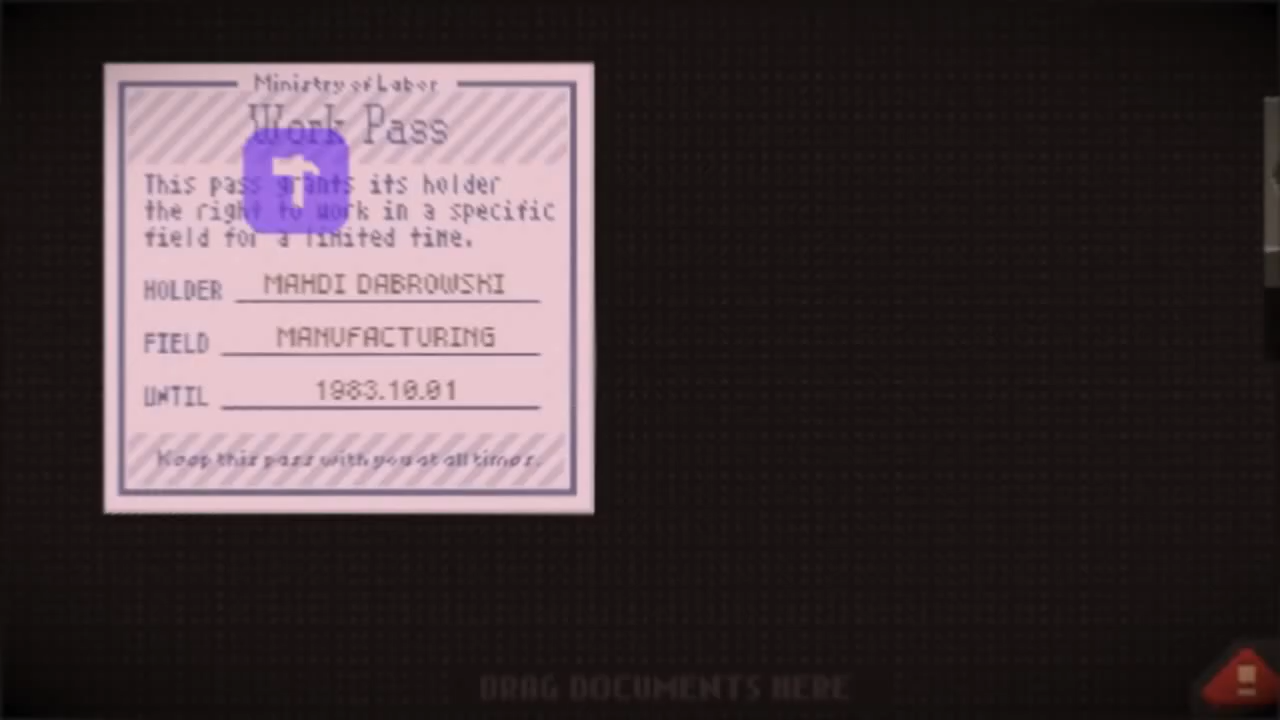 Ministry of Labor
Work Pass
This pass grants its holder
the right to work in a specific
field for a limited time.
HOLDER MAHDI DABROWSKI
FIELD MANUFACTURING
UNTIL 1983.10.01
Keep this pass with you at all times.
DRAG DOCUMENTS HERE